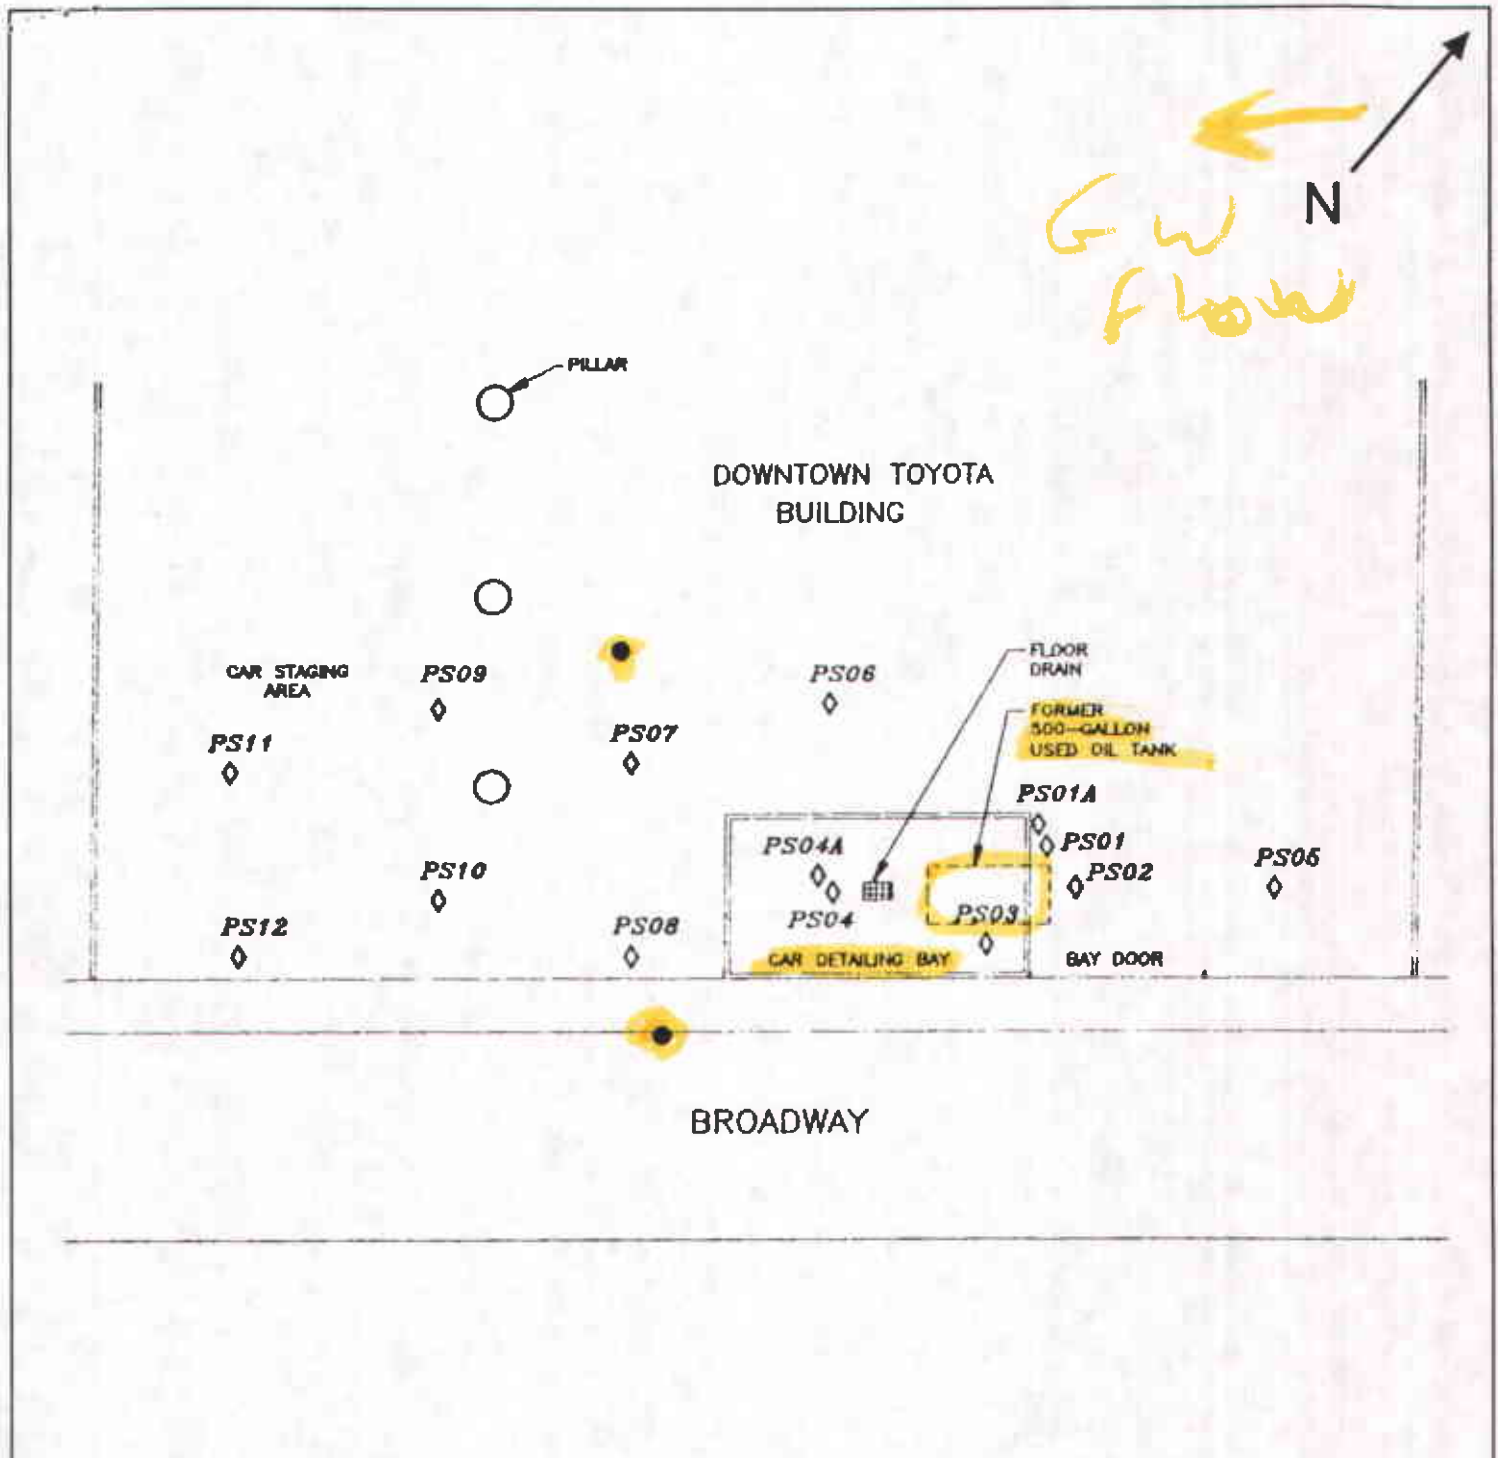 N
GW
Flow
PILLAR
DOWNTOWN TOYOTA
BUILDING
FLOOR
DRAIN
CAR STAGING
AREA
PS09
PS06
FORMER
500-GALLON
USED OIL TANK
PS11
PS07
PS01A
PS01
PS04A
PS10
PS02
PS05
PS04
PS03
PS12
PS08
CAR DETAILING BAY
BAY DOOR
BROADWAY